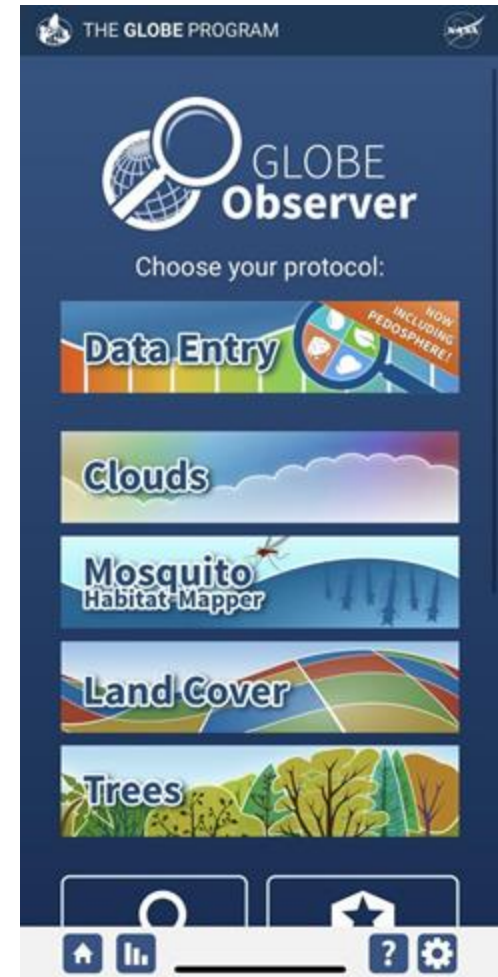 THE GLOBE PROGRAM
NASA
GLOBE
Observer
Choose your protocol:
Data Entry
NOW
INCLUDING
PEDOSPHERE!
Clouds
Mosquito
Habitat Mapper
Land Cover
Trees
?